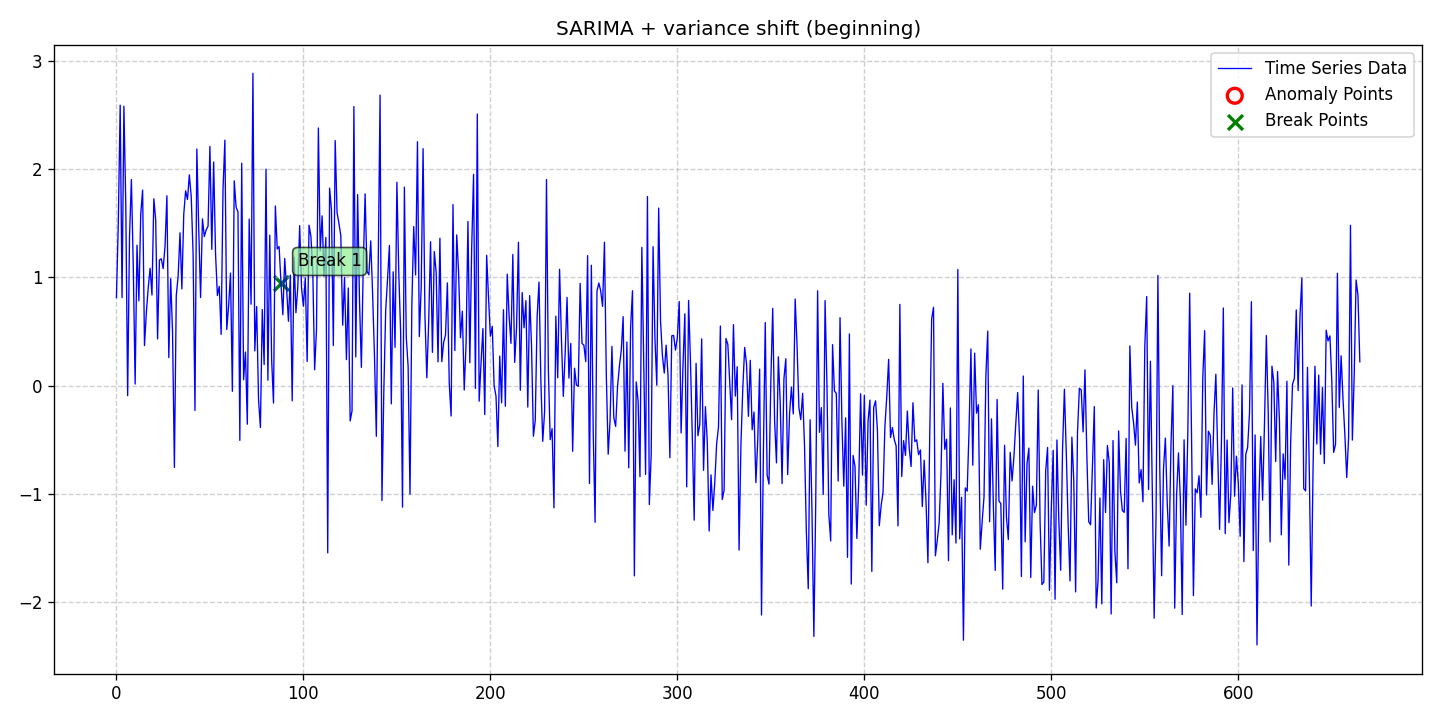 SARIMA + variance shift (beginning)
Time Series Data
Anomaly Points
Break Points
Break 1
3
2
1
0
−1
−2
0 100 200 300 400 500 600